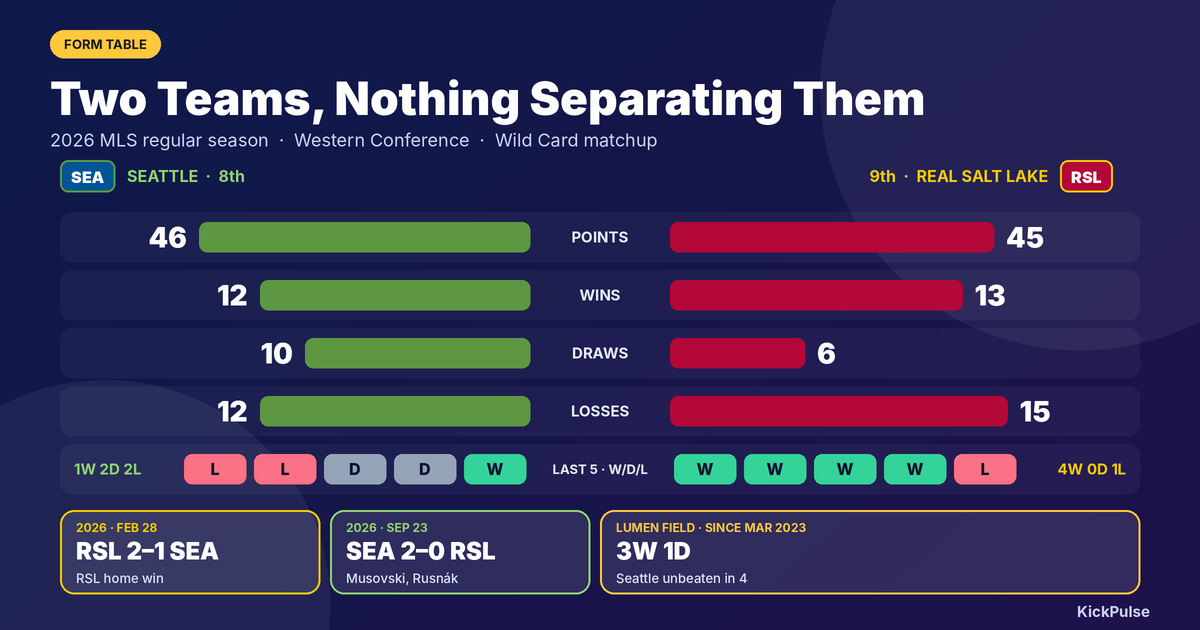 FORM TABLE
Two Teams, Nothing Separating Them
2026 MLS regular season · Western Conference · Wild Card matchup
SEA SEATTLE · 8th 9th · REAL SALT LAKE RSL
46 POINTS 45
12 WINS 13
10 DRAWS 6
12 LOSSES 15
1W 2D 2L L L D D W LAST 5 · W/D/L W W W W L 4W 0D 1L
2026 · FEB 28
RSL 2–1 SEA
RSL home win
2026 · SEP 23
SEA 2–0 RSL
Musovski, Rusnák
LUMEN FIELD · SINCE MAR 2023
3W 1D
Seattle unbeaten in 4
KickPulse